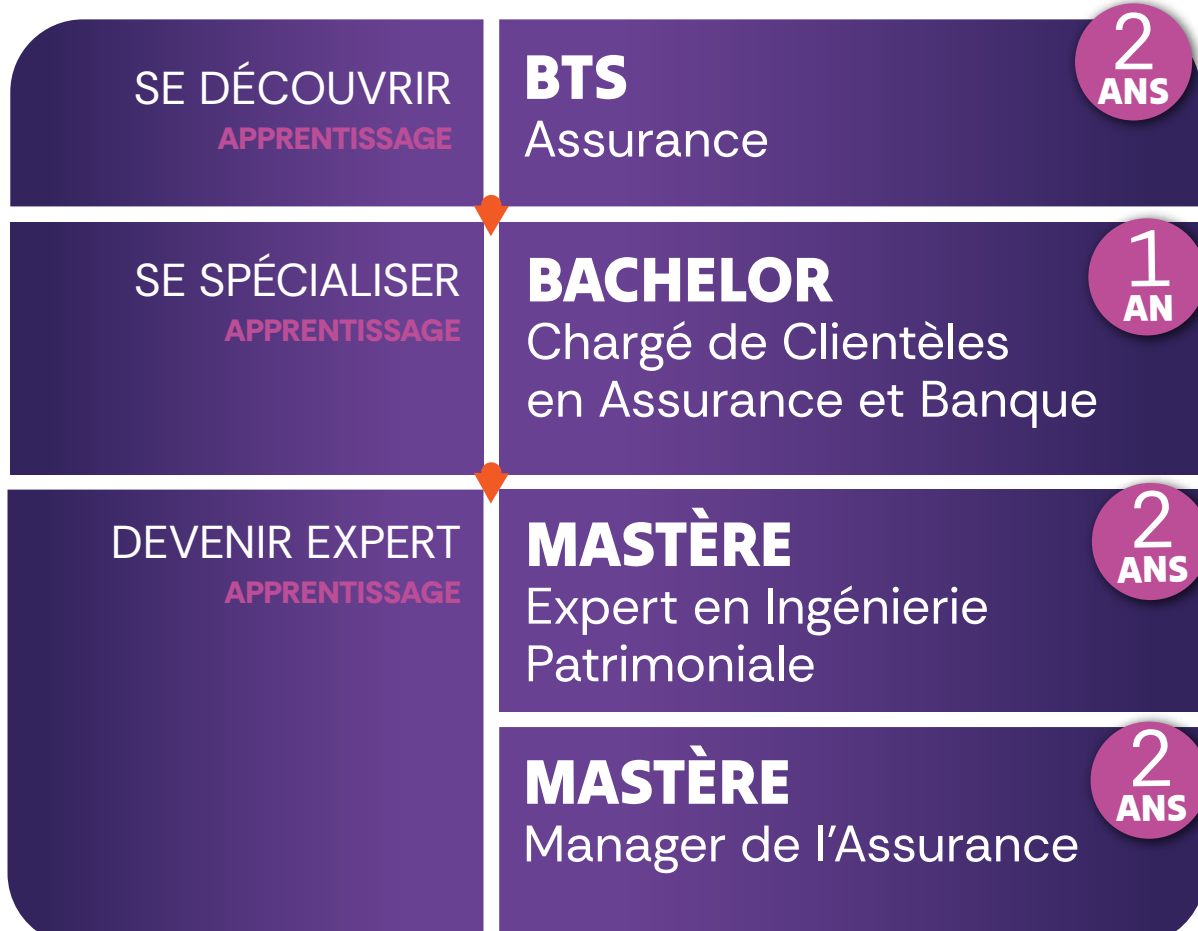 SE DÉCOUVRIR
APPRENTISSAGE
BTS
Assurance
2
ANS
SE SPÉCIALISER
APPRENTISSAGE
BACHELOR
Chargé de Clientèles
en Assurance et Banque
1
AN
DEVENIR EXPERT
APPRENTISSAGE
MASTÈRE
Expert en Ingénierie
Patrimoniale
2
ANS
MASTÈRE
Manager de l'Assurance
2
ANS